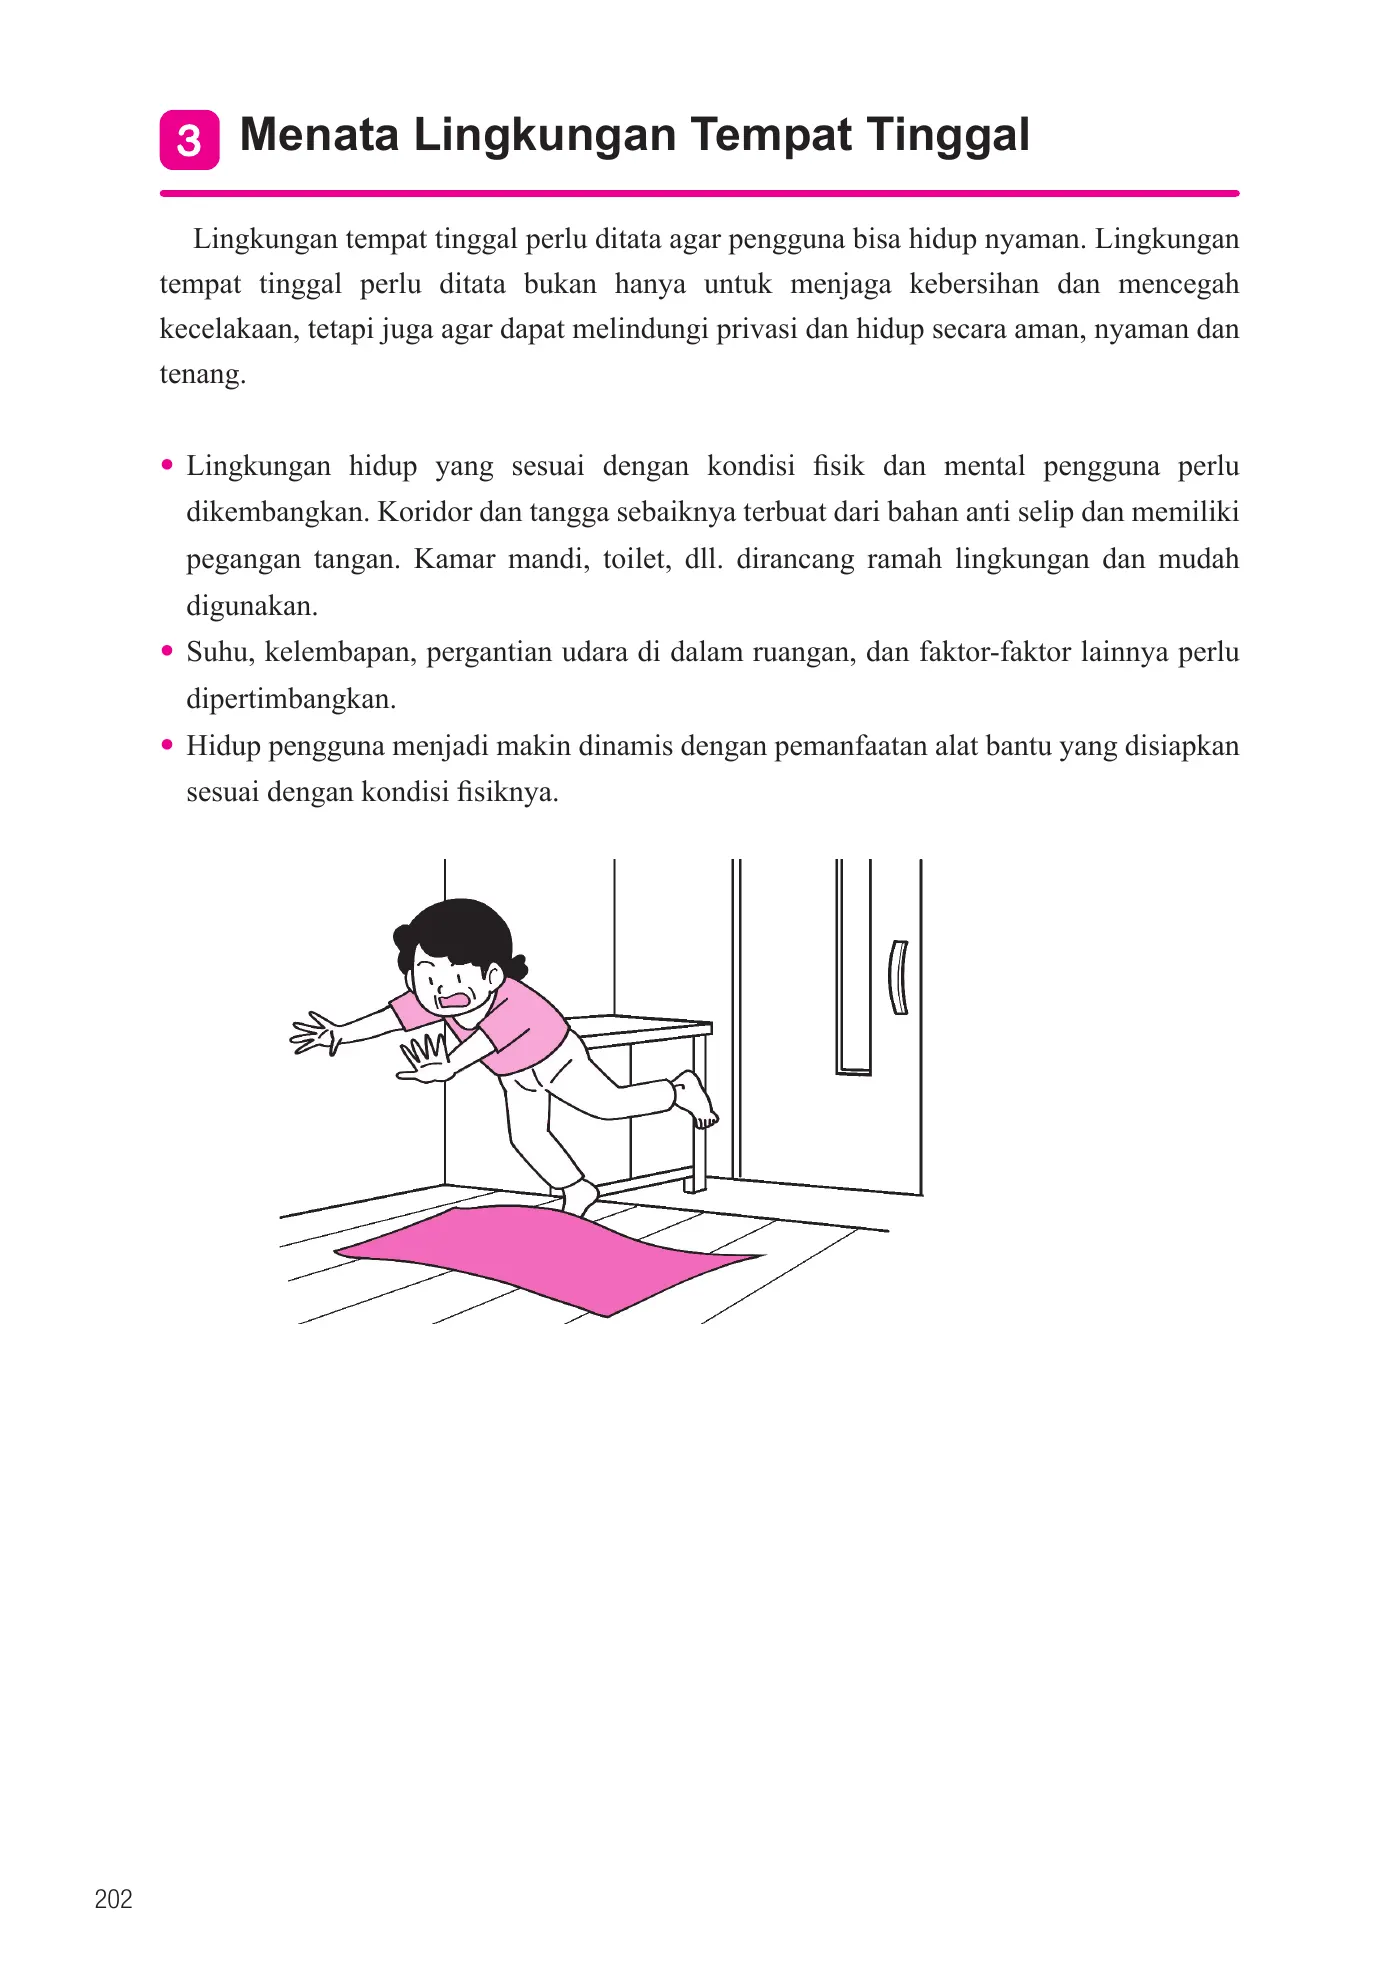 3 Menata Lingkungan Tempat Tinggal
Lingkungan tempat tinggal perlu ditata agar pengguna bisa hidup nyaman. Lingkungan
tempat tinggal perlu ditata bukan hanya untuk menjaga kebersihan dan mencegah
kecelakaan, tetapi juga agar dapat melindungi privasi dan hidup secara aman, nyaman dan
tenang.
• Lingkungan hidup yang sesuai dengan kondisi fisik dan mental pengguna perlu
dikembangkan. Koridor dan tangga sebaiknya terbuat dari bahan anti selip dan memiliki
pegangan tangan. Kamar mandi, toilet, dll. dirancang ramah lingkungan dan mudah
digunakan.
• Suhu, kelembapan, pergantian udara di dalam ruangan, dan faktor-faktor lainnya perlu
dipertimbangkan.
• Hidup pengguna menjadi makin dinamis dengan pemanfaatan alat bantu yang disiapkan
sesuai dengan kondisi fisiknya.
202